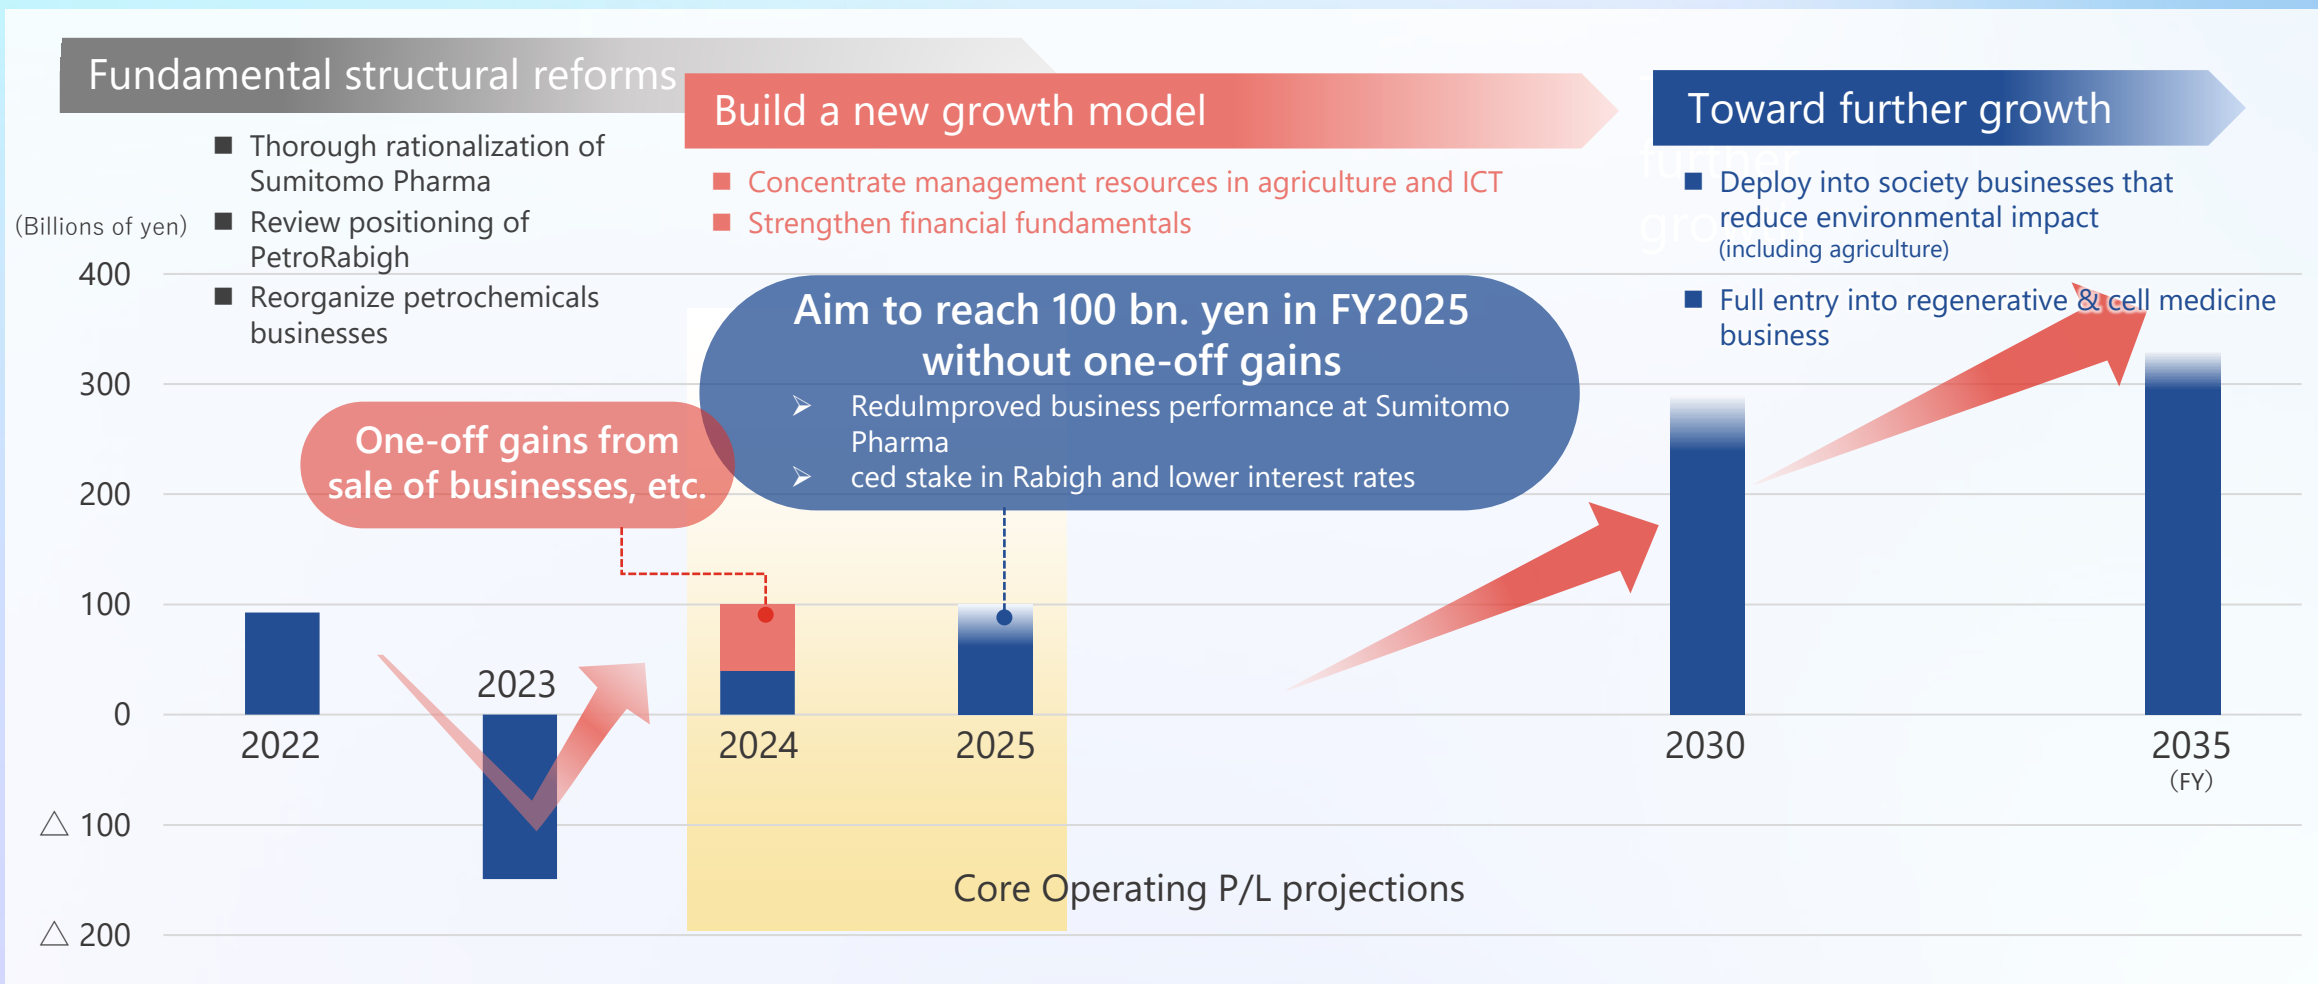 Fundamental structural reforms
■ Thorough rationalization of
Sumitomo Pharma
■ Review positioning of
PetroRabigh
■ Reorganize petrochemicals
businesses
Build a new growth model
■ Concentrate management resources in agriculture and ICT
■ Strengthen financial fundamentals
Toward further growth
further
■ Deploy into society businesses that
reduce environmental impact
(including agriculture)
■ Full entry into regenerative & cell medicine
business
(Billions of yen)
400
300
200
100
0
△ 100
△ 200
One-off gains from
sale of businesses, etc.
Aim to reach 100 bn. yen in FY2025
without one-off gains
➢ ReduImproved business performance at Sumitomo
Pharma
➢ ced stake in Rabigh and lower interest rates
2022
2023
2024
2025
2030
2035
(FY)
Core Operating P/L projections